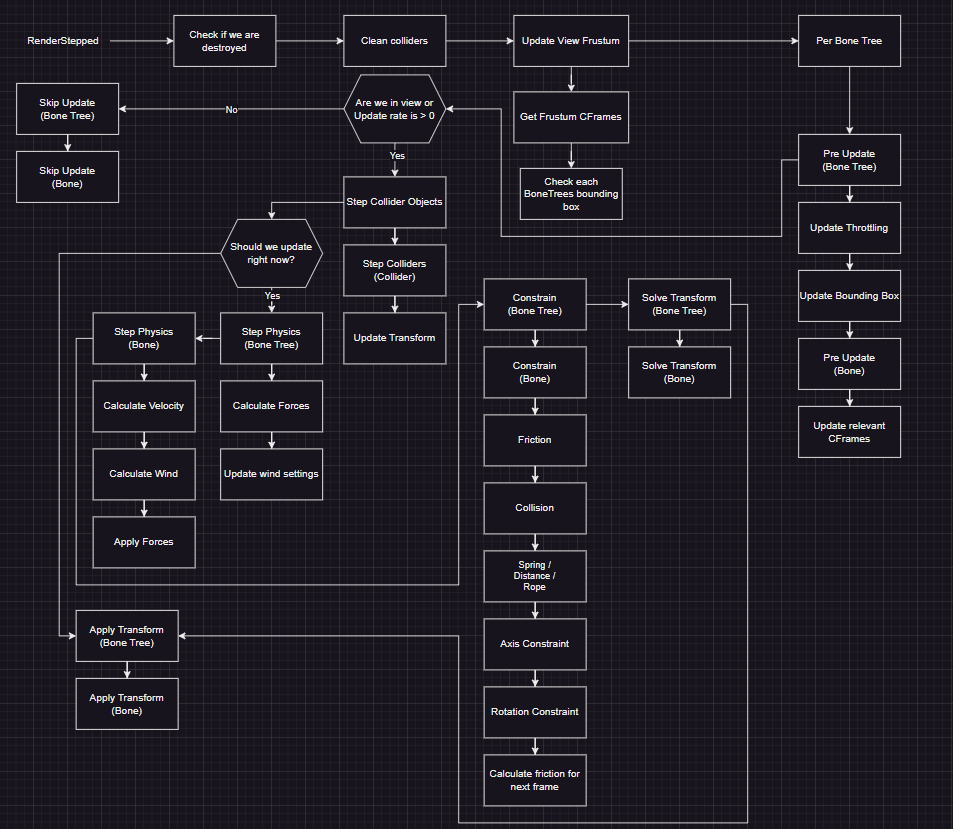 RenderStepped
Check if we are
destroyed
Clean colliders
Update View Frustum
Per Bone Tree
Skip Update
(Bone Tree)
No
Are we in view or
Update rate is > 0
Get Frustum CFrames
Pre Update
(Bone Tree)
Yes
Skip Update
(Bone)
Step Collider Objects
Check each
BoneTrees bounding
box
Update Throttling
Should we update
right now?
Step Colliders
(Collider)
Update Bounding Box
Yes
Constrain
(Bone Tree)
Solve Transform
(Bone Tree)
Step Physics
(Bone)
Step Physics
(Bone Tree)
Update Transform
Constrain
(Bone)
Solve Transform
(Bone)
Pre Update
(Bone)
Calculate Velocity
Calculate Forces
Friction
Update relevant
CFrames
Calculate Wind
Update wind settings
Collision
Apply Forces
Spring /
Distance /
Rope
Apply Transform
(Bone Tree)
Axis Constraint
Apply Transform
(Bone)
Rotation Constraint
Calculate friction for
next frame